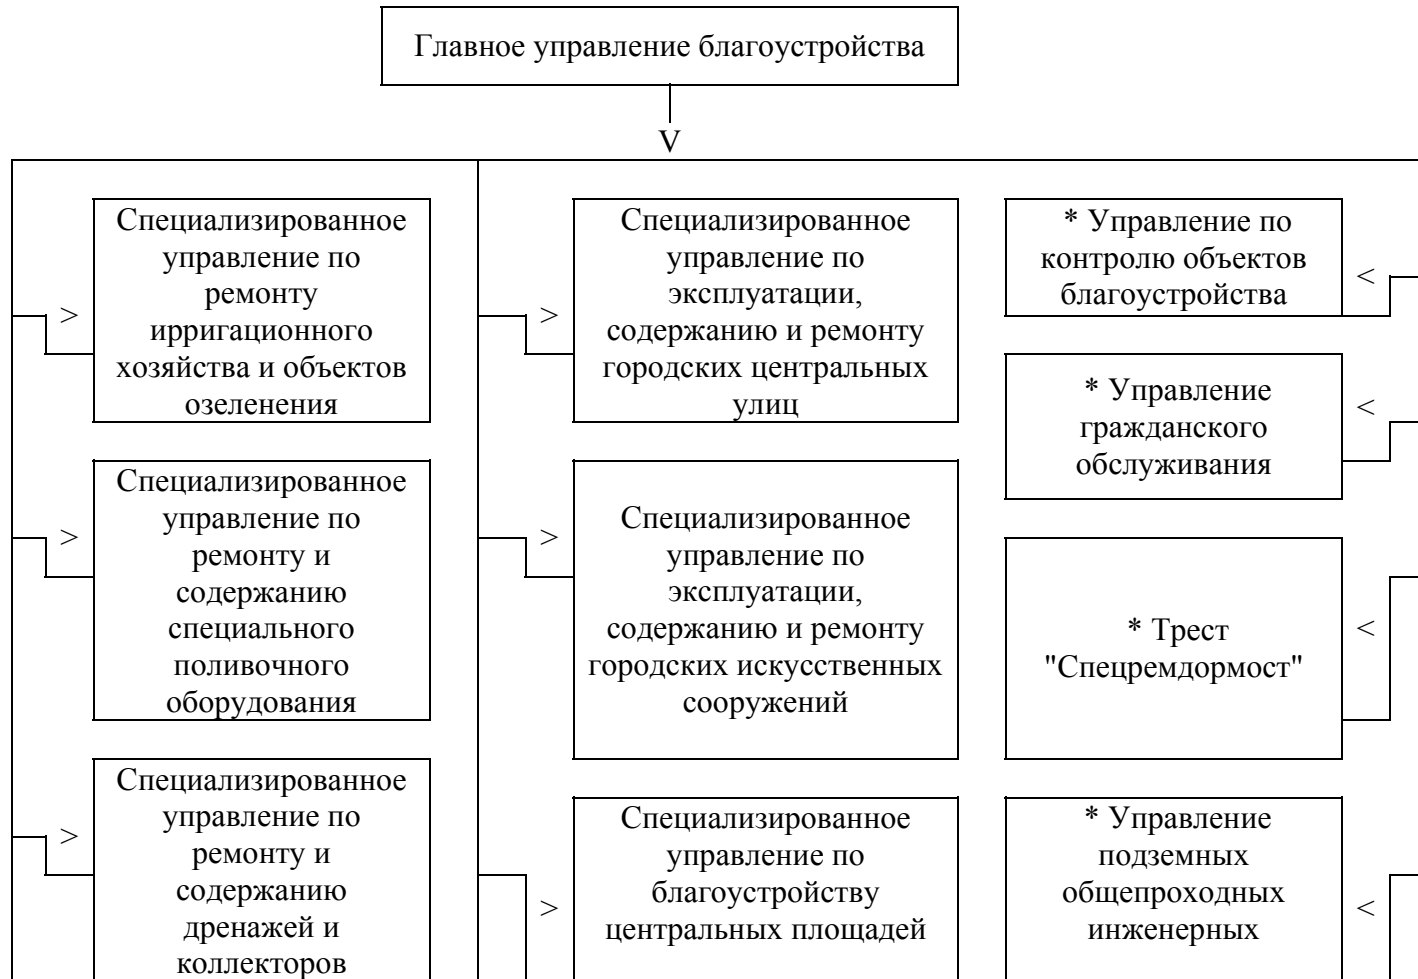 Главное управление благоустройства
V
Специализированное
управление по
ремонту
ирригационного
хозяйства и объектов
озеленения
>
Специализированное
управление по
эксплуатации,
содержанию и ремонту
городских центральных
улиц
>
* Управление по
контролю объектов
благоустройства
<
* Управление
гражданского
обслуживания
<
Специализированное
управление по
ремонту и
содержанию
специального
поливочного
оборудования
>
Специализированное
управление по
эксплуатации,
содержанию и ремонту
городских искусственных
сооружений
>
* Трест
"Спецремдормост"
<
Специализированное
управление по
ремонту и
содержанию
дренажей и
коллекторов
>
Специализированное
управление по
благоустройству
центральных площадей
>
* Управление
подземных
общепроходных
инженерных
<